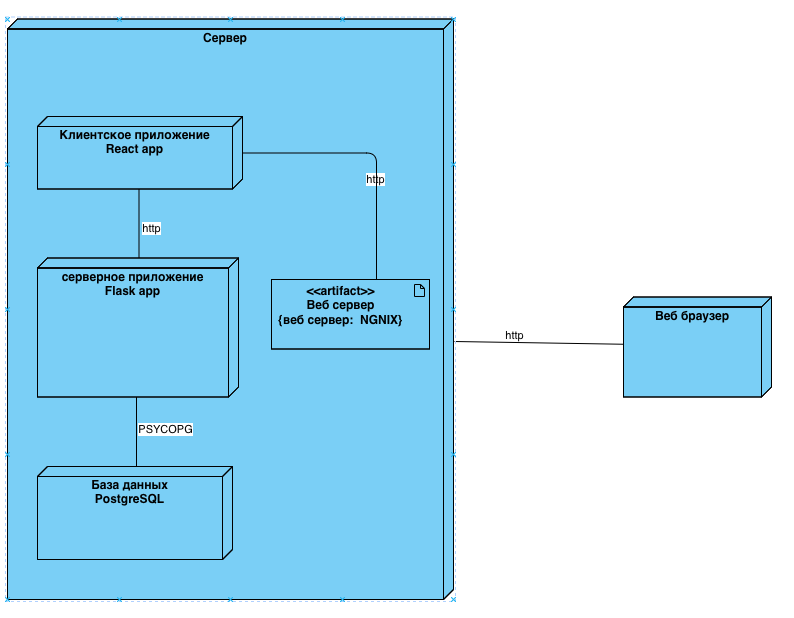 Сервер
Клиентское приложение
React app
http
http
серверное приложение
Flask app
<<artifact>>
Веб сервер
{веб сервер: NGNIX}
http
Веб браузер
PSYCOPG
База данных
PostgreSQL